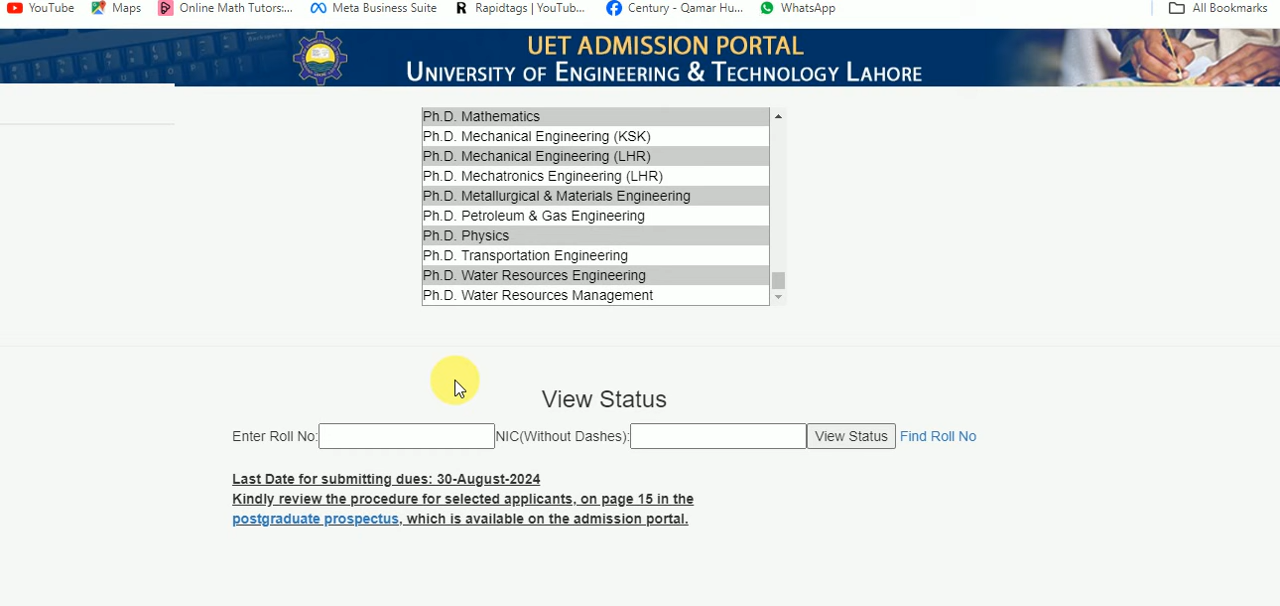 YouTube Maps Online Math Tutors:... Meta Business Suite Rapidtags | YouTub... Century - Qamar Hu... WhatsApp All Bookmarks
UET ADMISSION PORTAL
UNIVERSITY OF ENGINEERING & TECHNOLOGY LAHORE
Ph.D. Mathematics
Ph.D. Mechanical Engineering (KSK)
Ph.D. Mechanical Engineering (LHR)
Ph.D. Mechatronics Engineering (LHR)
Ph.D. Metallurgical & Materials Engineering
Ph.D. Petroleum & Gas Engineering
Ph.D. Physics
Ph.D. Transportation Engineering
Ph.D. Water Resources Engineering
Ph.D. Water Resources Management
View Status
Enter Roll No: NIC(Without Dashes): View Status Find Roll No
Last Date for submitting dues: 30-August-2024
Kindly review the procedure for selected applicants, on page 15 in the
postgraduate prospectus, which is available on the admission portal.